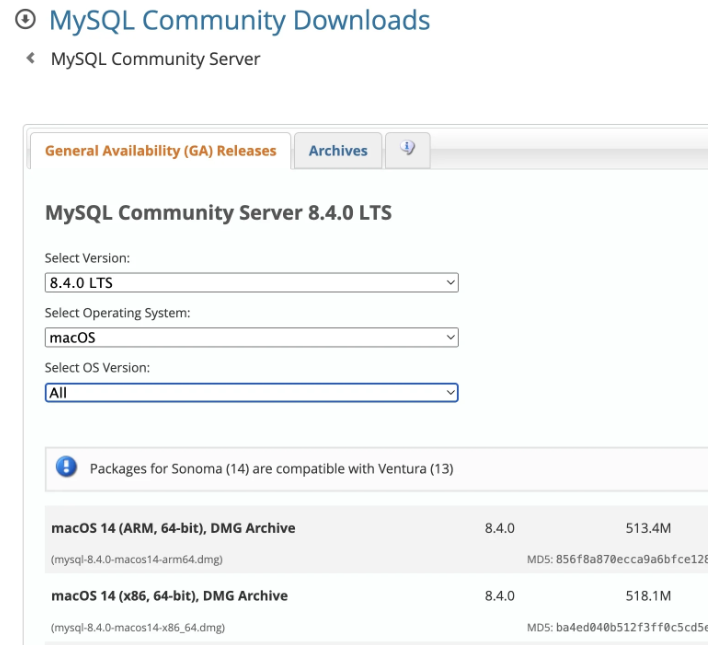 MySQL Community Downloads
MySQL Community Server
General Availability (GA) Releases Archives
MySQL Community Server 8.4.0 LTS
Select Version:
8.4.0 LTS
Select Operating System:
macOS
Select OS Version:
All
Packages for Sonoma (14) are compatible with Ventura (13)
macOS 14 (ARM, 64-bit), DMG Archive 8.4.0 513.4M
(mysql-8.4.0-macos14-arm64.dmg) MD5: 856f8a870ecca9a6bfce128
macOS 14 (x86, 64-bit), DMG Archive 8.4.0 518.1M
(mysql-8.4.0-macos14-x86_64.dmg) MD5: ba4ed040b512f3ff0c5cd5e